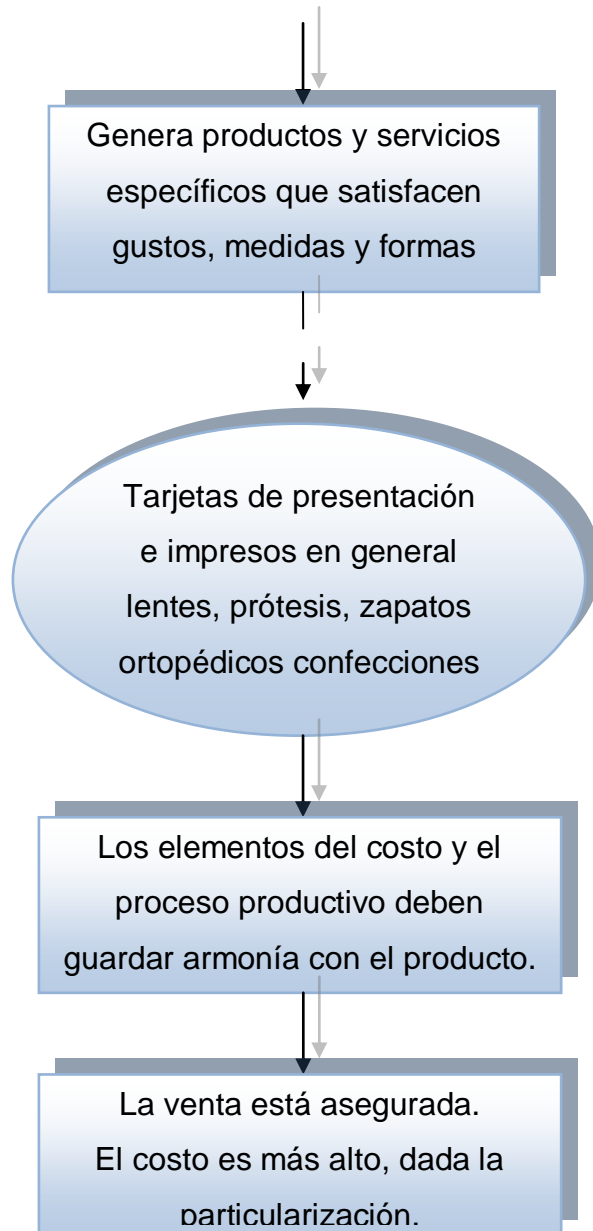 Genera productos y servicios
específicos que satisfacen
gustos, medidas y formas
Tarjetas de presentación
e impresos en general
lentes, prótesis, zapatos
ortopédicos confecciones
Los elementos del costo y el
proceso productivo deben
guardar armonía con el producto.
La venta está asegurada.
El costo es más alto, dada la
particularización.